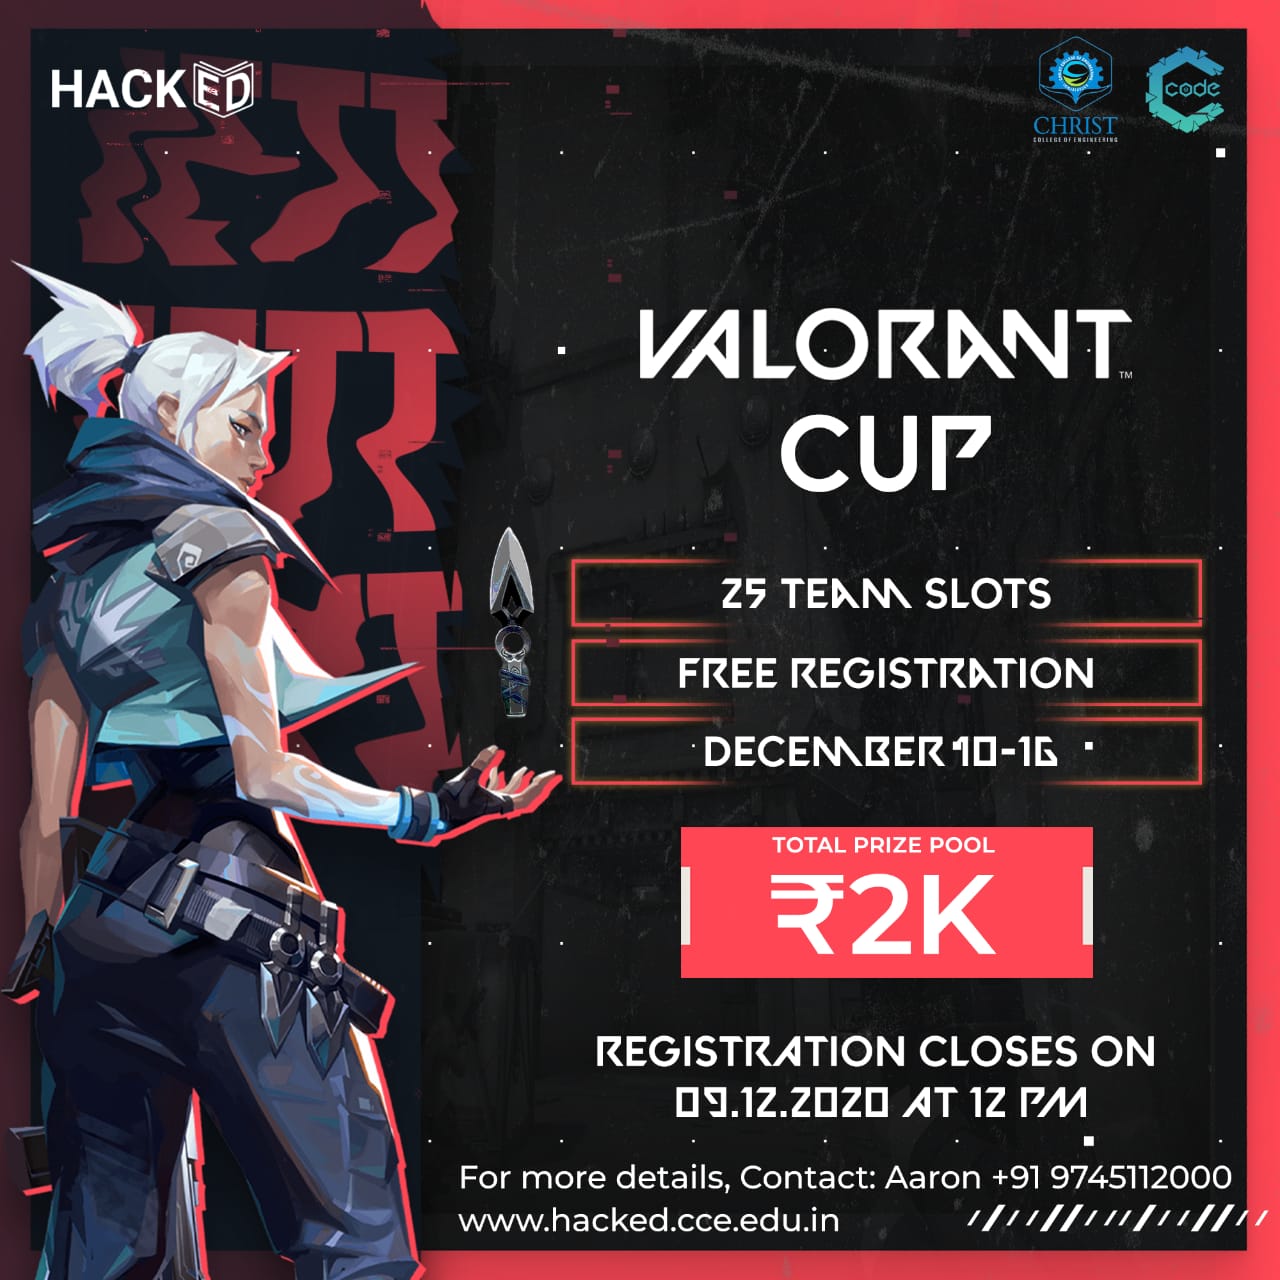 HACKED
CHRIST
COLLEGE OF ENGINEERING
code
VALORANT™
CUP
25 TEAM SLOTS
FREE REGISTRATION
DECEMBER 10-16
TOTAL PRIZE POOL
₹2K
REGISTRATION CLOSES ON
09.12.2020 AT 12 PM
For more details, Contact: Aaron +91 9745112000
www.hacked.cce.edu.in